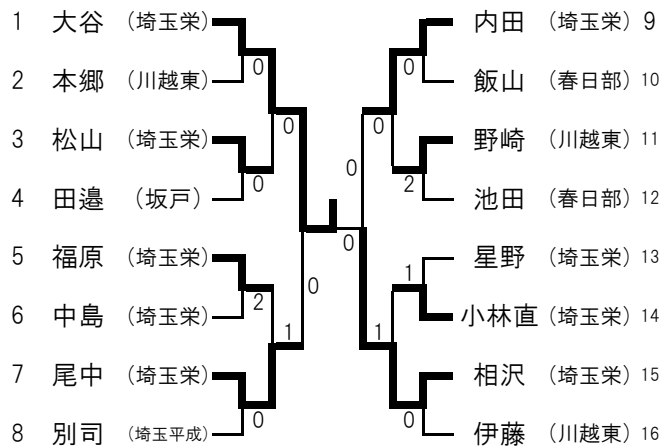 1 大谷 (埼玉栄)
0
2 本郷 (川越東)
0
3 松山 (埼玉栄)
0
4 田邉 (坂戸)
0
5 福原 (埼玉栄)
2
6 中島 (埼玉栄)
1
7 尾中 (埼玉栄)
0
8 別司 (埼玉平成)
0
内田 (埼玉栄) 9
0
飯山 (春日部) 10
0
野崎 (川越東) 11
2
池田 (春日部) 12
0
星野 (埼玉栄) 13
1
小林直 (埼玉栄) 14
1
相沢 (埼玉栄) 15
0
伊藤 (川越東) 16